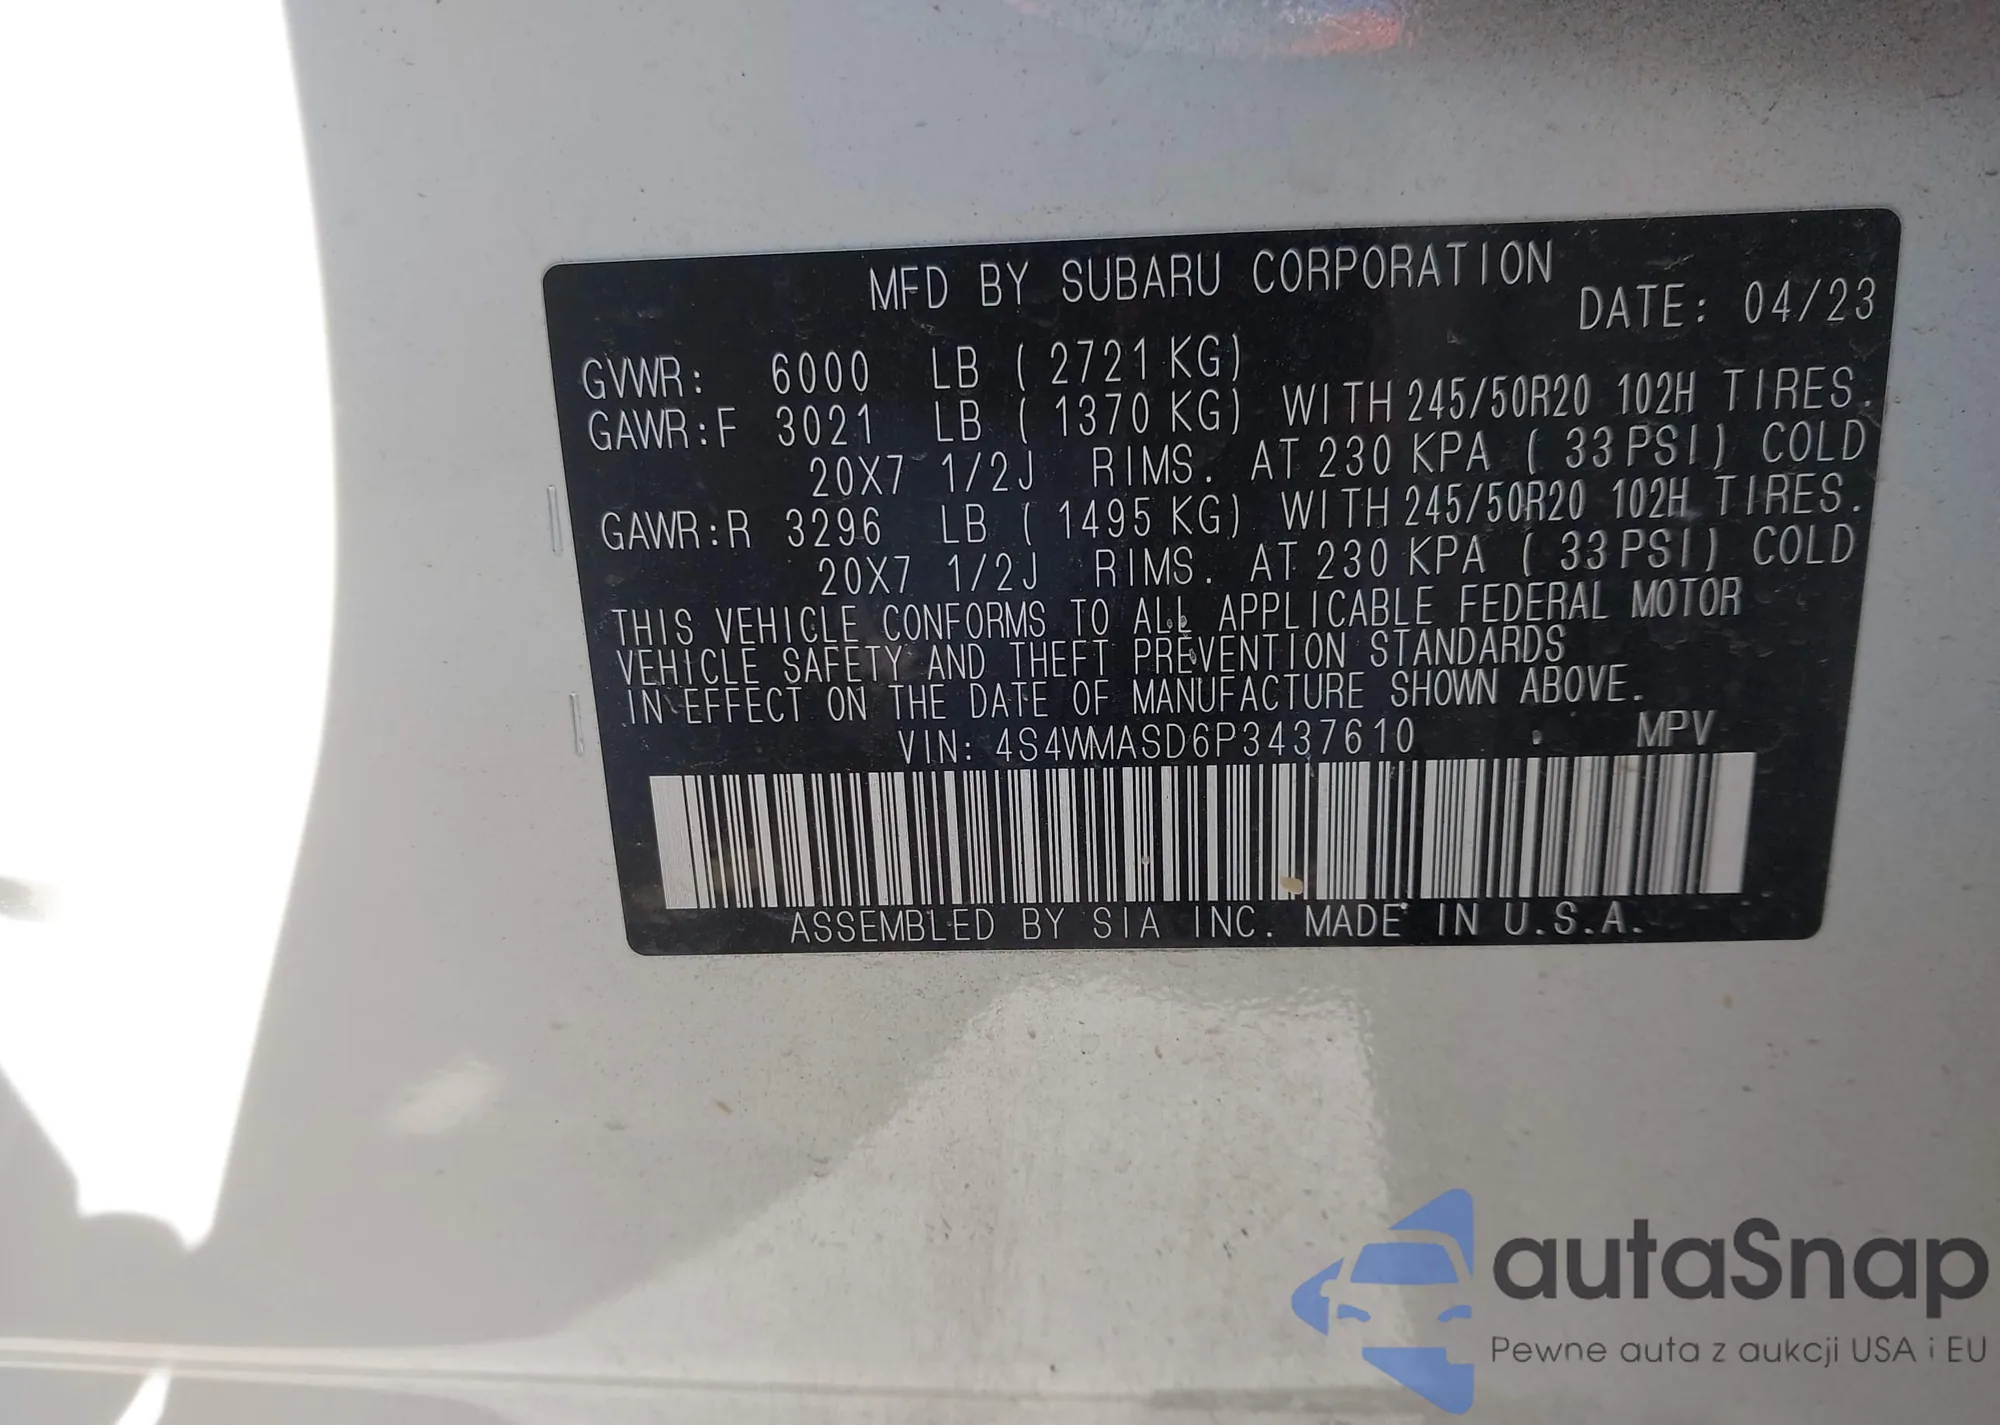 MFD BY SUBARU CORPORATION
DATE: 04/23
GVWR: 6000 LB ( 2721 KG)
GAWR:F 3021 LB ( 1370 KG) WITH 245/50R20 102H TIRES.
20X7 1/2J RIMS. AT 230 KPA ( 33 PSI) COLD
GAWR:R 3296 LB ( 1495 KG) WITH 245/50R20 102H TIRES.
20X7 1/2J RIMS. AT 230 KPA ( 33 PSI) COLD
THIS VEHICLE CONFORMS TO ALL APPLICABLE FEDERAL MOTOR
VEHICLE SAFETY AND THEFT PREVENTION STANDARDS
IN EFFECT ON THE DATE OF MANUFACTURE SHOWN ABOVE.
VIN: 4S4WMASD6P3437610 MPV
ASSEMBLED BY SIA INC. MADE IN U.S.A.
autaSnap
Pewne auta z aukcji USA i EU